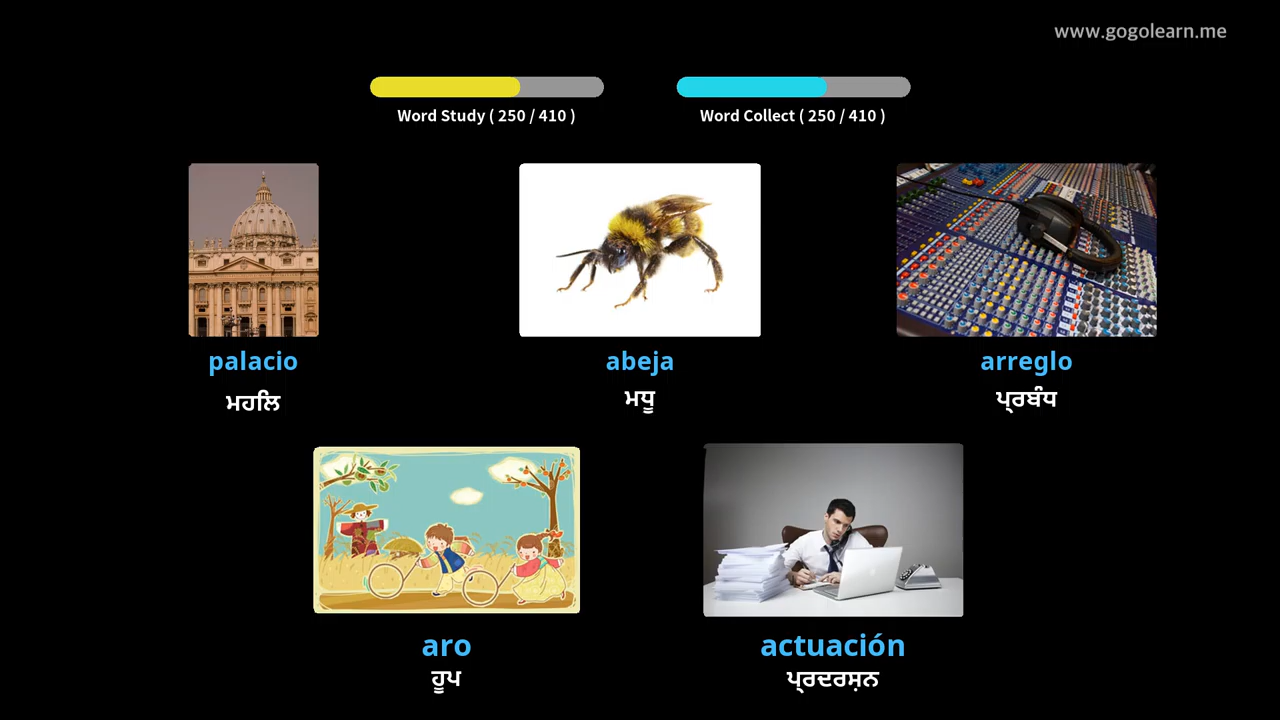 www.gogolearn.me
Word Study ( 250 / 410 )
Word Collect ( 250 / 410 )
palacio
ਮਹਲਿ
abeja
ਮਧੂ
arreglo
ਪ੍ਰਬੰਧ
aro
ਹੂਪ
actuación
ਪ੍ਰਦਰਸ਼ਨ